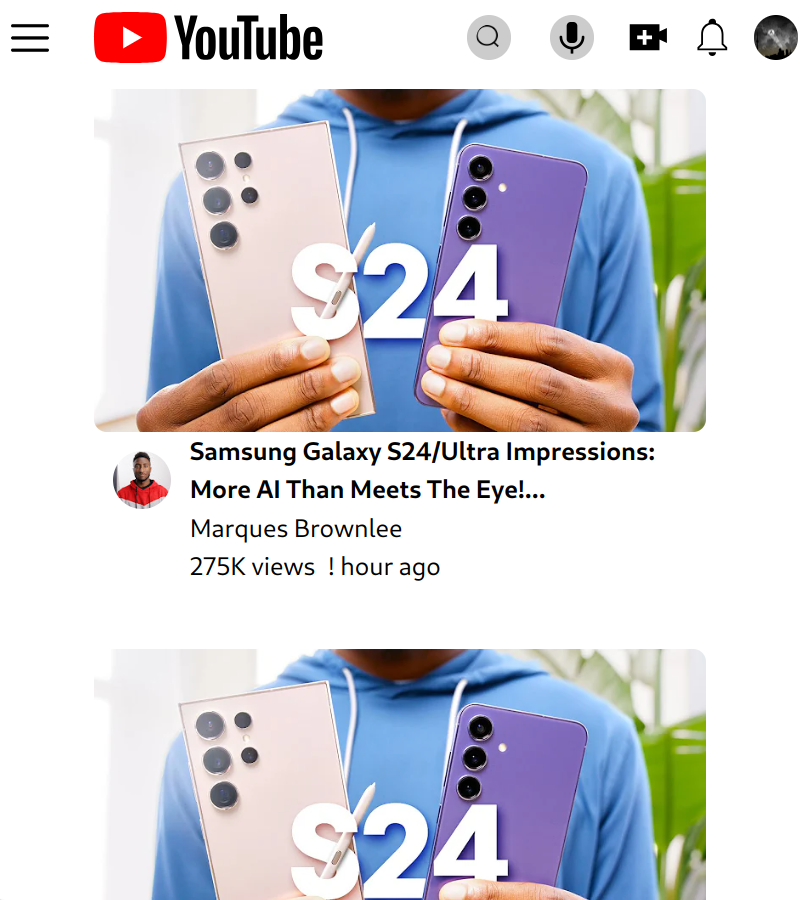 YouTube
S24
Samsung Galaxy S24/Ultra Impressions:
More AI Than Meets The Eye!...
Marques Brownlee
275K views ! hour ago
S24